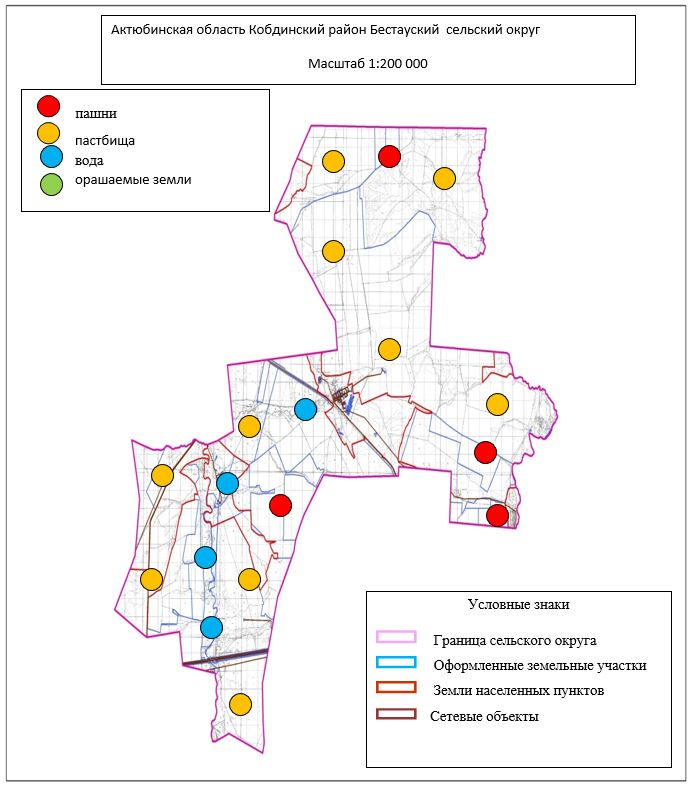 Актюбинская область Кобдинский район Бестауский сельский округ
Масштаб 1:200 000
пашни
пастбища
вода
орашаемые земли
Условные знаки
Граница сельского округа
Оформленные земельные участки
Земли населенных пунктов
Сетевые объекты